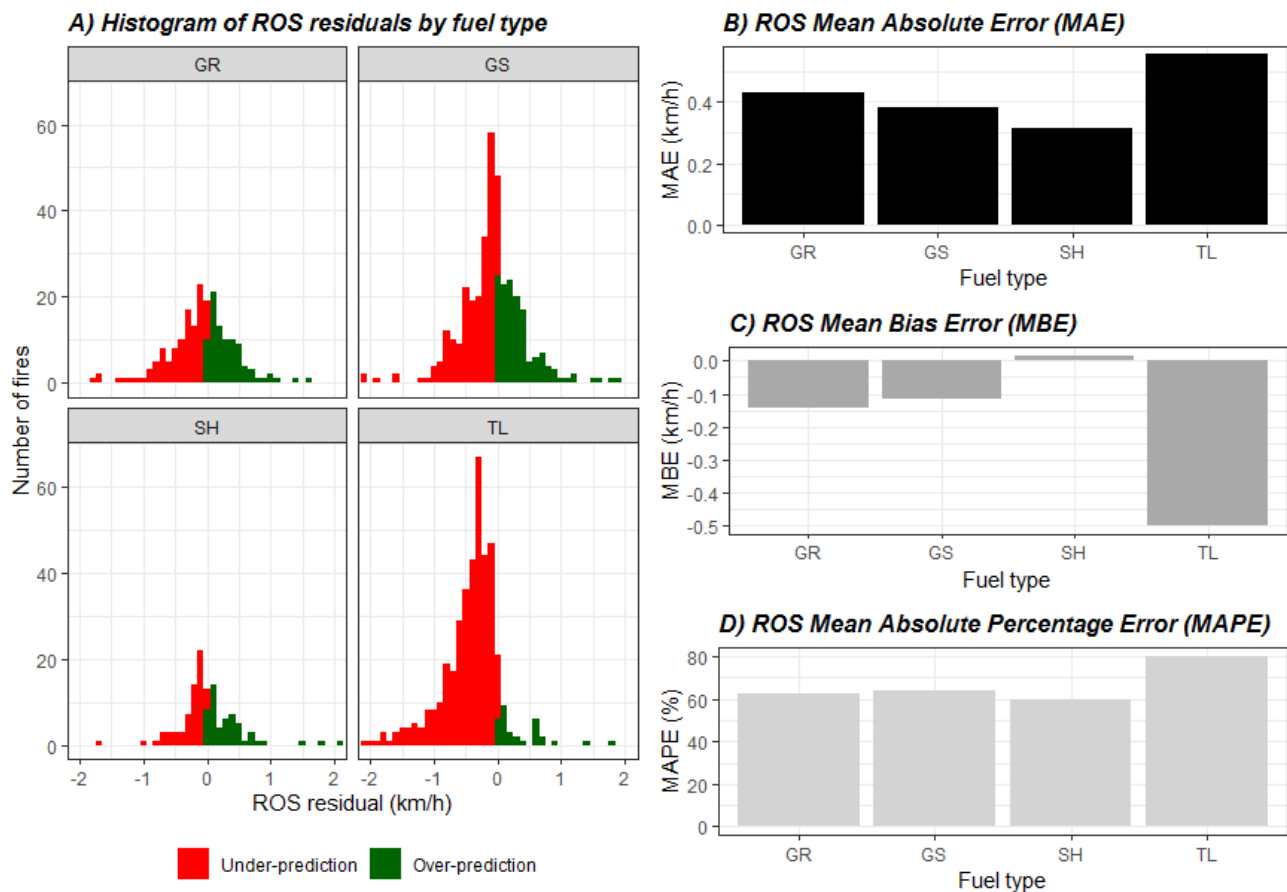 A) Histogram of ROS residuals by fuel type
GR
GS
60
40
20
0
SH
TL
60
40
20
0
Number of fires
-2 -1 0 1 2
-2 -1 0 1 2
ROS residual (km/h)
Under-prediction
Over-prediction
B) ROS Mean Absolute Error (MAE)
MAE (km/h)
0.4
0.2
0.0
GR GS SH TL
Fuel type
C) ROS Mean Bias Error (MBE)
MBE (km/h)
0.0
-0.1
-0.2
-0.3
-0.4
-0.5
GR GS SH TL
Fuel type
D) ROS Mean Absolute Percentage Error (MAPE)
MAPE (%)
80
60
40
20
0
GR GS SH TL
Fuel type